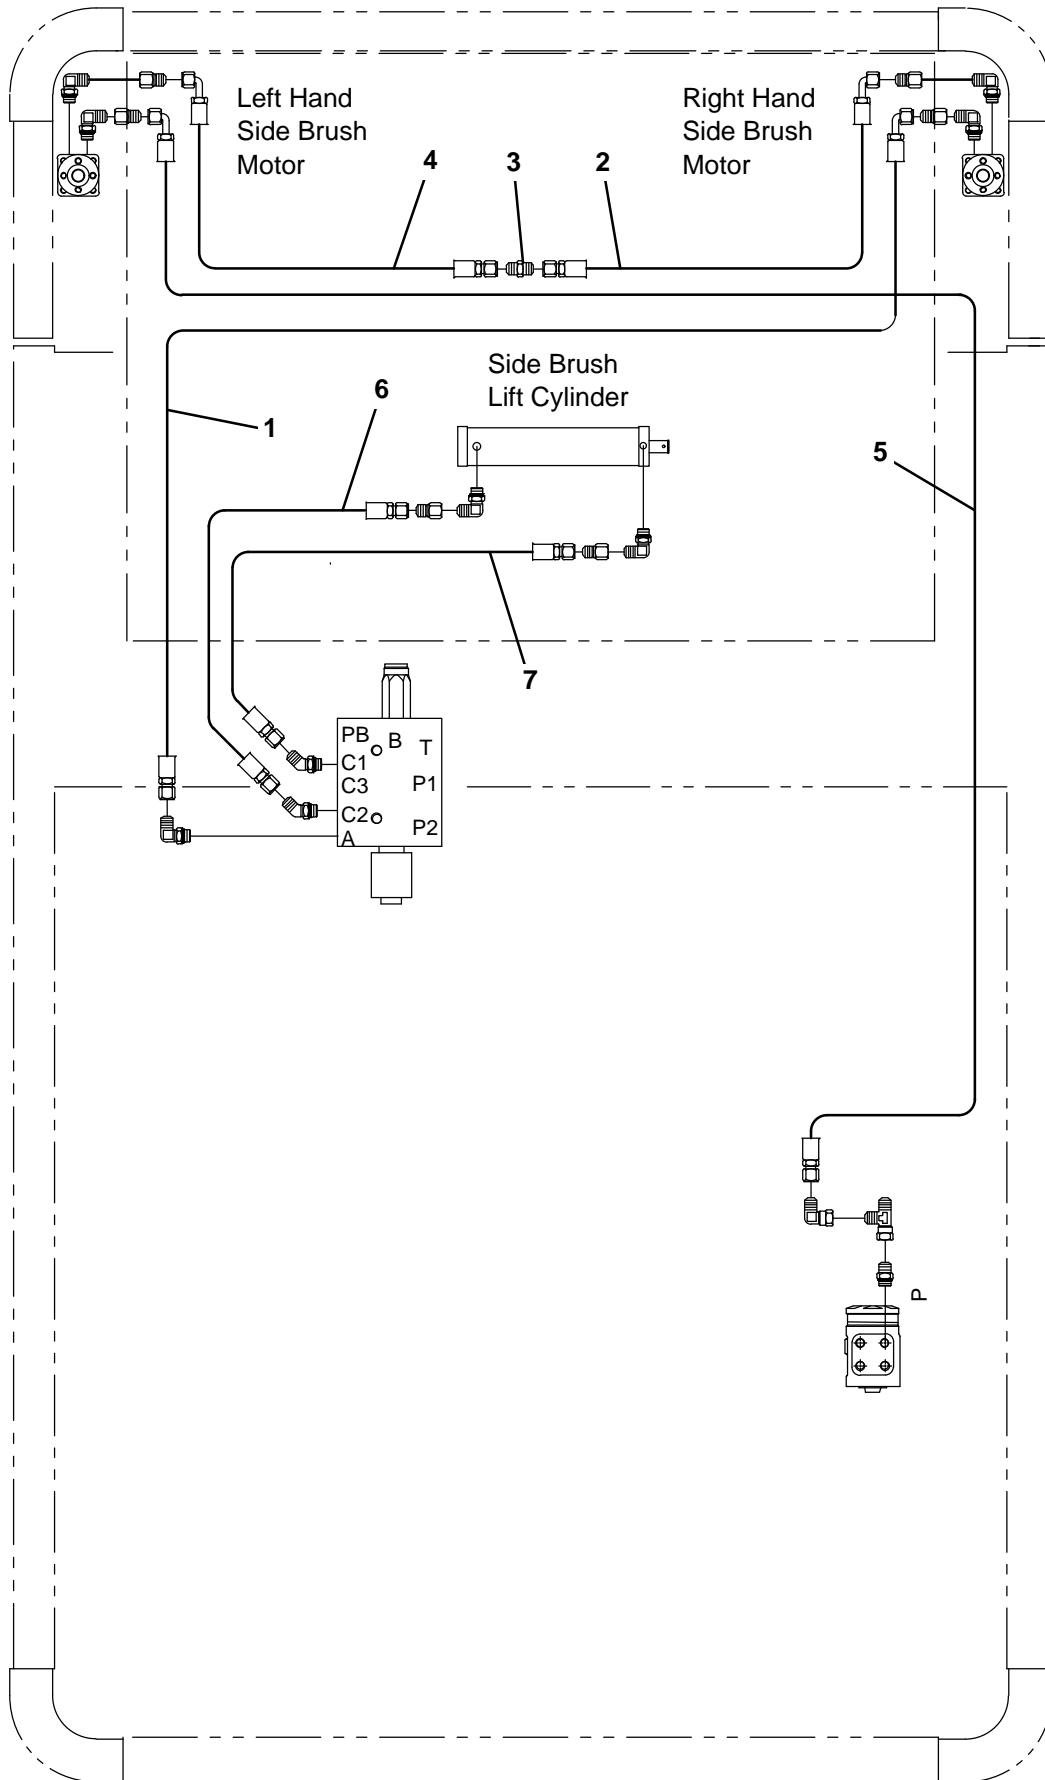 Left Hand
Side Brush
Motor
Right Hand
Side Brush
Motor
4
3
2
Side Brush
Lift Cylinder
6
1
5
7
PB
B
T
C1
C3
P1
C2
P2
A
P